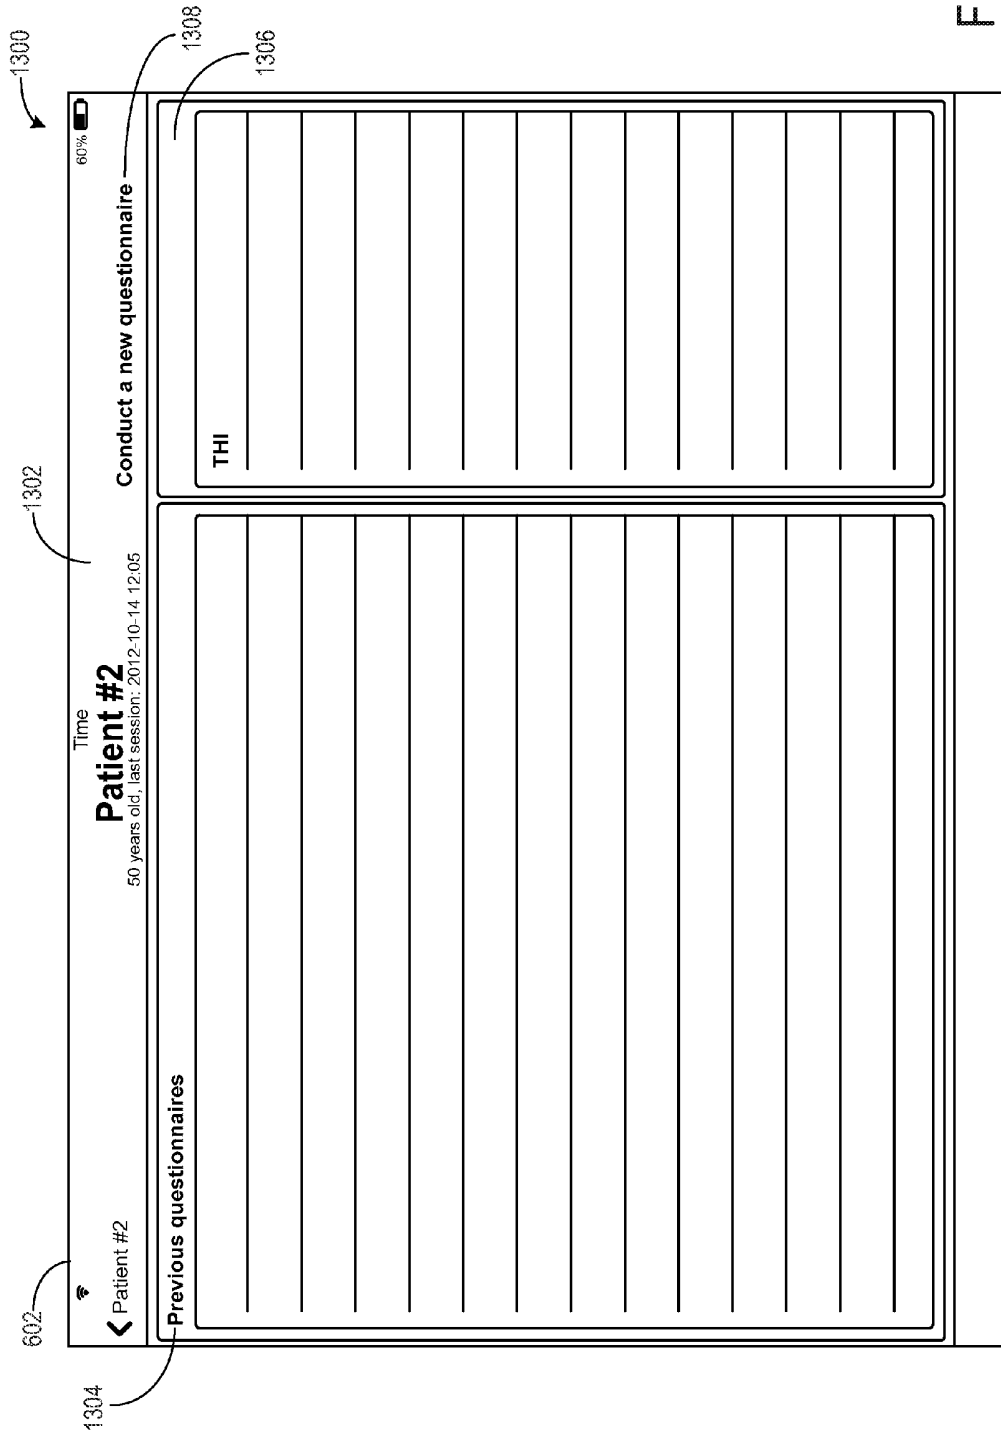 1300
602
1302
Time
60%
Patient #2
Patient #2
50 years old, last session: 2012-10-14 12:05
Conduct a new questionnaire
1308
1304
Previous questionnaires
1306
THI
F